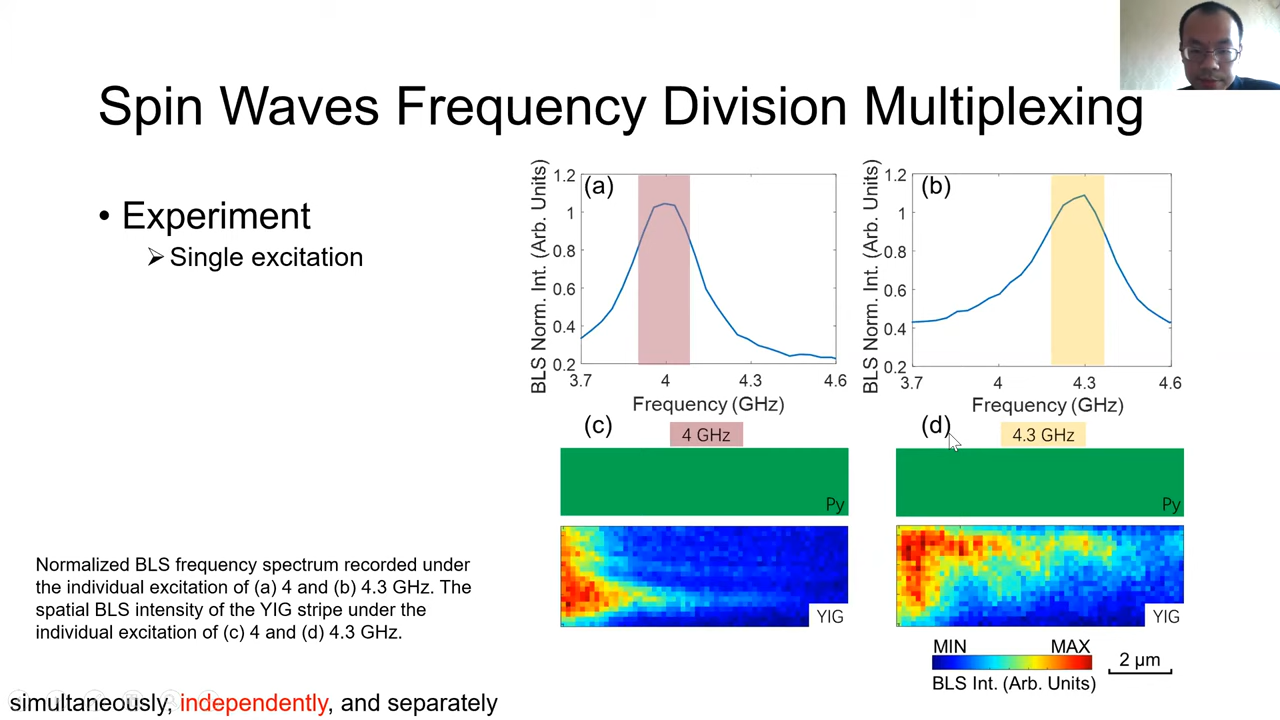 Spin Waves Frequency Division Multiplexing
• Experiment
➢ Single excitation
(a)
BLS Norm. Int. (Arb. Units)
1.2
1
0.8
0.6
0.4
0.2
3.7 4 4.3 4.6
Frequency (GHz)
(b)
BLS Norm. Int. (Arb. Units)
1.2
1
0.8
0.6
0.4
0.2
3.7 4 4.3 4.6
Frequency (GHz)
(c)
4 GHz
Py
YIG
(d)
4.3 GHz
Py
YIG
MIN MAX
BLS Int. (Arb. Units)
2 μm
Normalized BLS frequency spectrum recorded under
the individual excitation of (a) 4 and (b) 4.3 GHz. The
spatial BLS intensity of the YIG stripe under the
individual excitation of (c) 4 and (d) 4.3 GHz.
simultaneously, independently, and separately